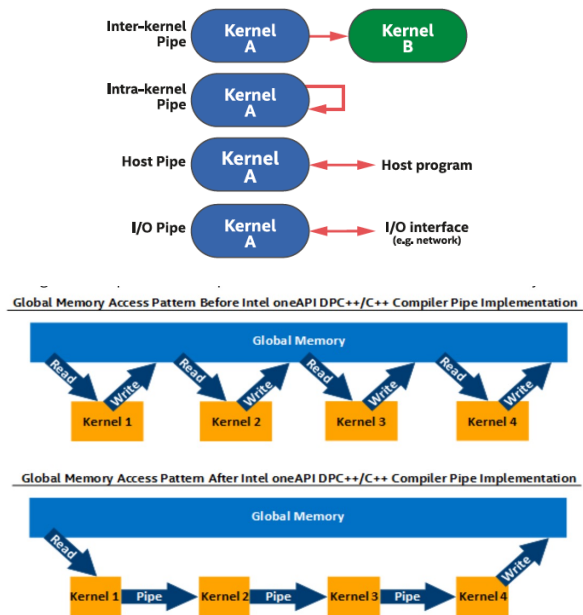 Inter-kernel
Pipe
Kernel
A
Kernel
B
Intra-kernel
Pipe
Kernel
A
Host Pipe
Kernel
A
Host program
I/O Pipe
Kernel
A
I/O interface
(e.g. network)
Global Memory Access Pattern Before Intel oneAPI DPC++/C++ Compiler Pipe Implementation
Global Memory
Read
Write
Read
Write
Read
Write
Read
Write
Kernel 1
Kernel 2
Kernel 3
Kernel 4
Global Memory Access Pattern After Intel oneAPI DPC++/C++ Compiler Pipe Implementation
Global Memory
Read
Write
Kernel 1
Pipe
Kernel 2
Pipe
Kernel 3
Pipe
Kernel 4